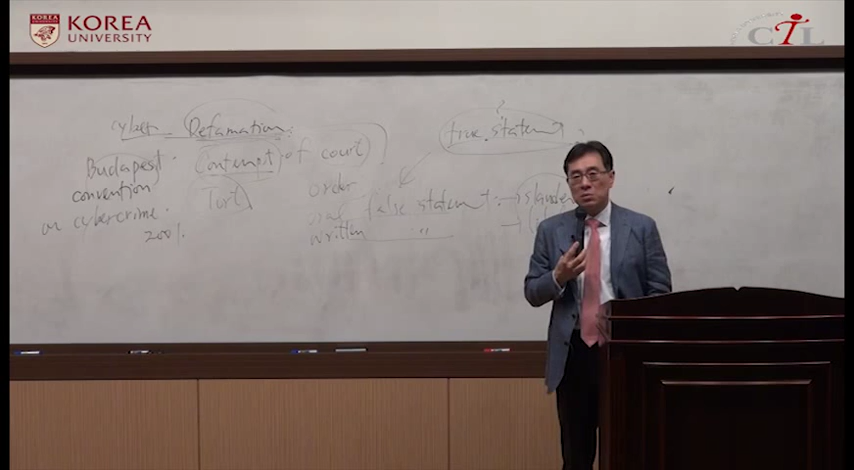 KOREA
UNIVERSITY
CTL
cyber Defamation.
Budapest
convention
on cybercrime.
2001.
Contempt of court
Tort
order
oral false statement. → slander
written " →
true statement.
?